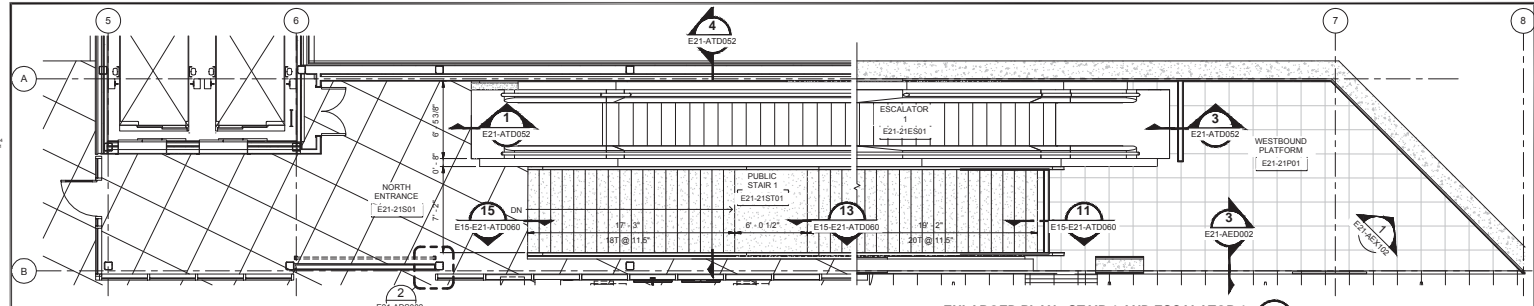 5
6
7
8
A
B
4
E21-ATD052
1
E21-ATD052
3
E21-ATD052
ESCALATOR
1
E21-21ES01
WESTBOUND
PLATFORM
E21-21P01
6' - 5 3/8"
0' - 8"
7' - 2"
NORTH
ENTRANCE
E21-21S01
PUBLIC
STAIR 1
E21-21ST01
DN
15
E15-E21-ATD060
13
E15-E21-ATD060
11
E15-E21-ATD060
17' - 3"
18T @ 11.5"
6' - 0 1/2"
19' - 2"
20T @ 11.5"
3
E21-AED002
1
E21-AEX102
2